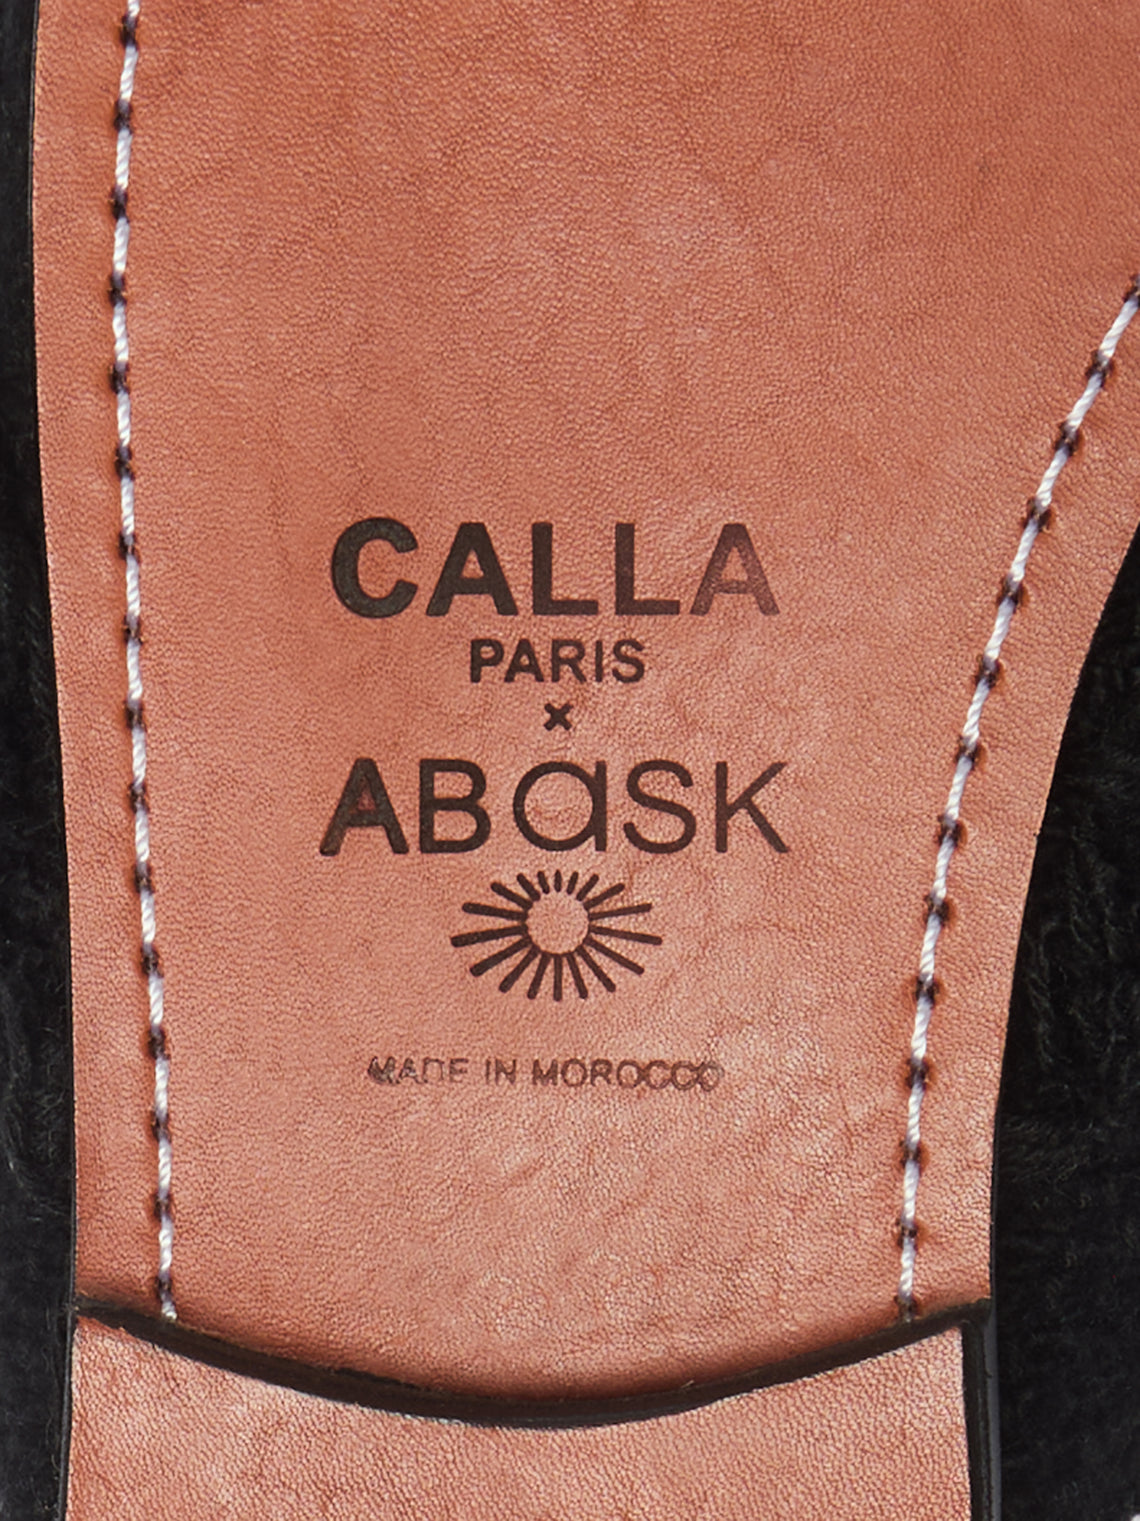 CALLA
PARIS
×
ABaSK
MADE IN MOROCCO